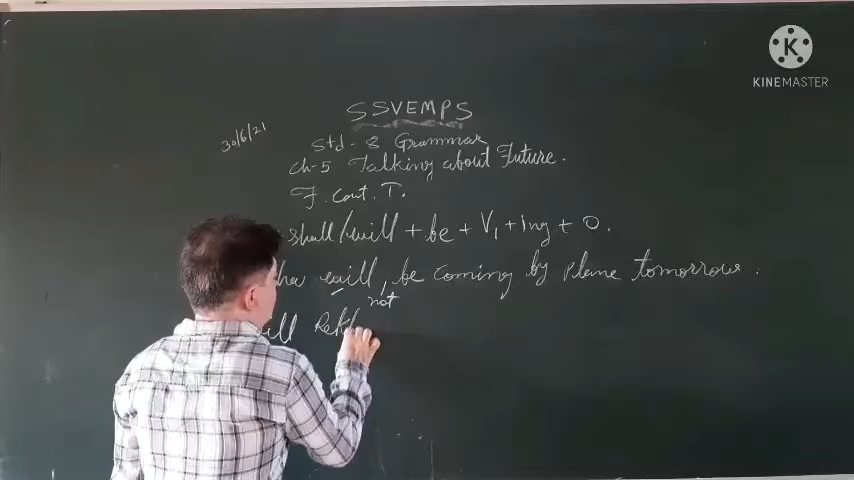 K
KINEMASTER
SSVEMPS
30/6/21
Std - 8 Grammar
Ch-5 Talking about Future.
F. Cont. T.
shall/will + be + V1 + ing + O.
will, be coming by plane tomorrow.
not